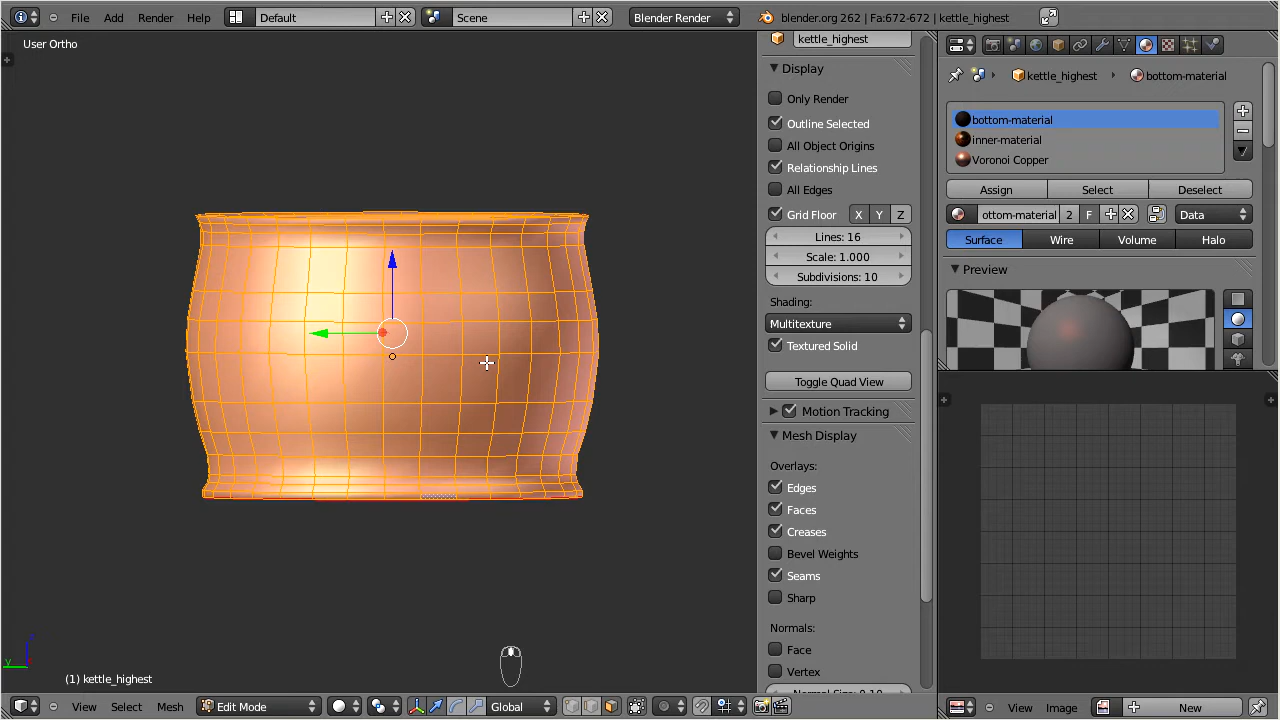 File Add Render Help Default Scene Blender Render blender.org 262 | Fa:672-672 | kettle_highest
User Ortho
kettle_highest
Display
Only Render
Outline Selected
All Object Origins
Relationship Lines
All Edges
Grid Floor X Y Z
Lines: 16
Scale: 1.000
Subdivisions: 10
Shading:
Multitexture
Textured Solid
Toggle Quad View
Motion Tracking
Mesh Display
Overlays:
Edges
Faces
Creases
Bevel Weights
Seams
Sharp
Normals:
Face
Vertex
Normal Size: 0.10
kettle_highest bottom-material
bottom-material
inner-material
Voronoi Copper
Assign Select Deselect
ottom-material 2 F Data
Surface Wire Volume Halo
Preview
z
y
(1) kettle_highest
View Select Mesh Edit Mode Global
View Image New